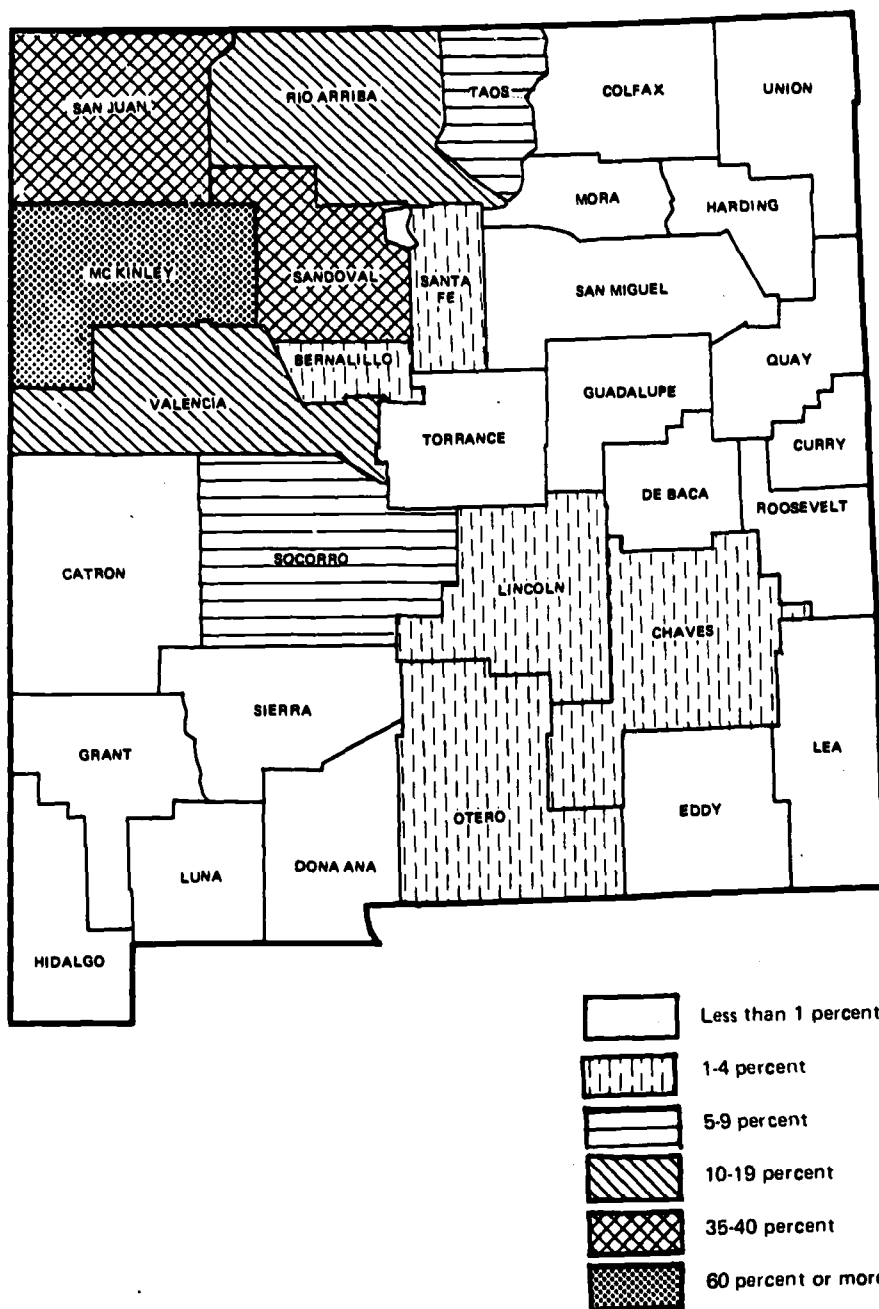 SAN JUAN
RIO ARRIBA
TAOS
COLFAX
UNION
MORA
HARDING
MC KINLEY
SANDOVAL
SANTA
FE
SAN MIGUEL
BERNALILLO
QUAY
GUADALUPE
VALENCIA
TORRANCE
CURRY
DE BACA
ROOSEVELT
SOCORRO
CATRON
LINCOLN
CHAVES
SIERRA
GRANT
LEA
OTERO
EDDY
LUNA
DONA ANA
HIDALGO
Less than 1 percent
1-4 percent
5-9 percent
10-19 percent
35-40 percent
60 percent or more